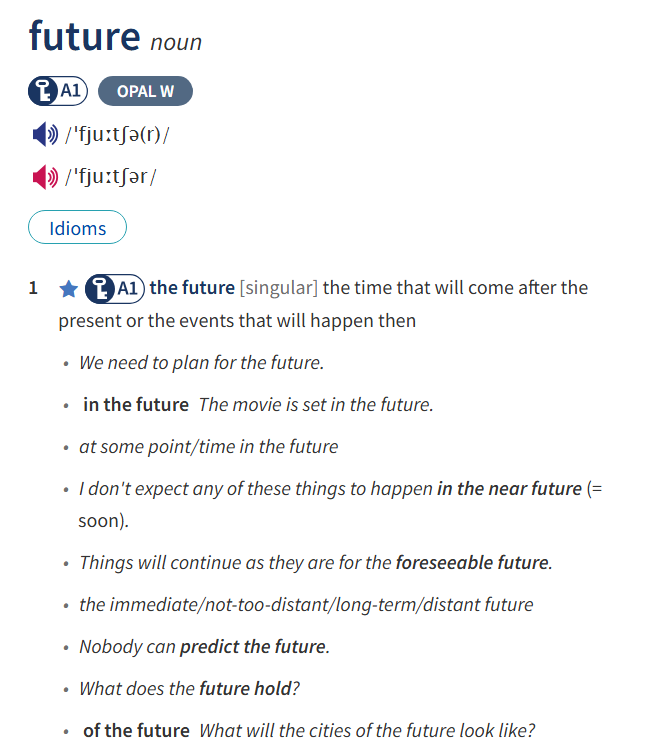 future noun
A1 OPAL W
/ˈfjuːtʃə(r)/
/ˈfjuːtʃər/
Idioms
1 A1 the future [singular] the time that will come after the
present or the events that will happen then
• We need to plan for the future.
• in the future The movie is set in the future.
• at some point/time in the future
• I don't expect any of these things to happen in the near future (=
soon).
• Things will continue as they are for the foreseeable future.
• the immediate/not-too-distant/long-term/distant future
• Nobody can predict the future.
• What does the future hold?
• of the future What will the cities of the future look like?